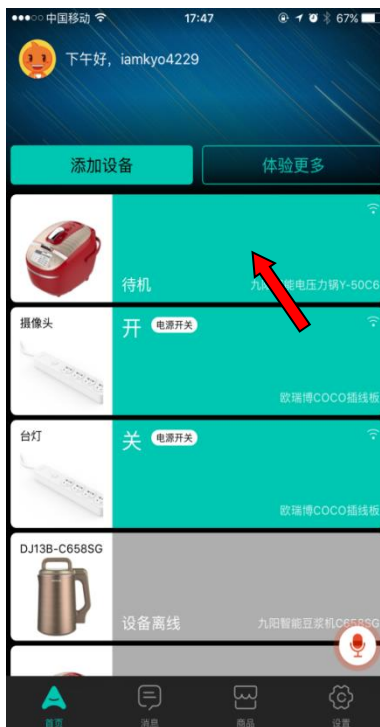 中国移动 17:47 67%
下午好, iamkyo4229
添加设备 体验更多
待机 九阳智能电压力锅Y-50C6
摄像头 开 电源开关
欧瑞博COCO插线板
台灯 关 电源开关
欧瑞博COCO插线板
DJ13B-C658SG
设备离线 九阳智能豆浆机C658SG
首页 消息 商品 设置